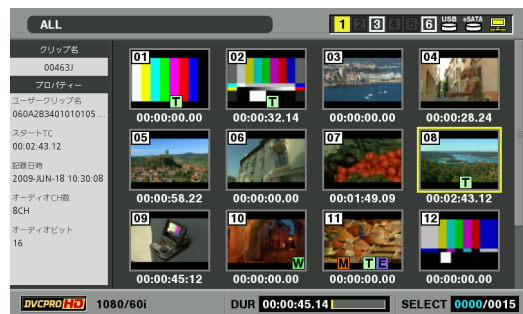 ALL
1 2 3 4 5 6 USB eSATA
クリップ名
00463J
プロパティー
ユーザークリップ名
060A2B3401010105 ...
スタートTC
00:02:43.12
記録日時
2009-JUN-18 10:30:08
オーディオCH数
8CH
オーディオビット
16
01 02 03 04
T T
00:00:00.00 00:00:32.14 00:00:00.00 00:00:28.24
05 06 07 08
T
00:00:58.22 00:00:00.00 00:01:49.09 00:02:43.12
09 10 11 12
W M T E
00:00:45:12 00:00:00.00 00:00:00.00 00:00:00.00
DVCPRO HD 1080/60i DUR 00:00:45.14 SELECT 0000/0015